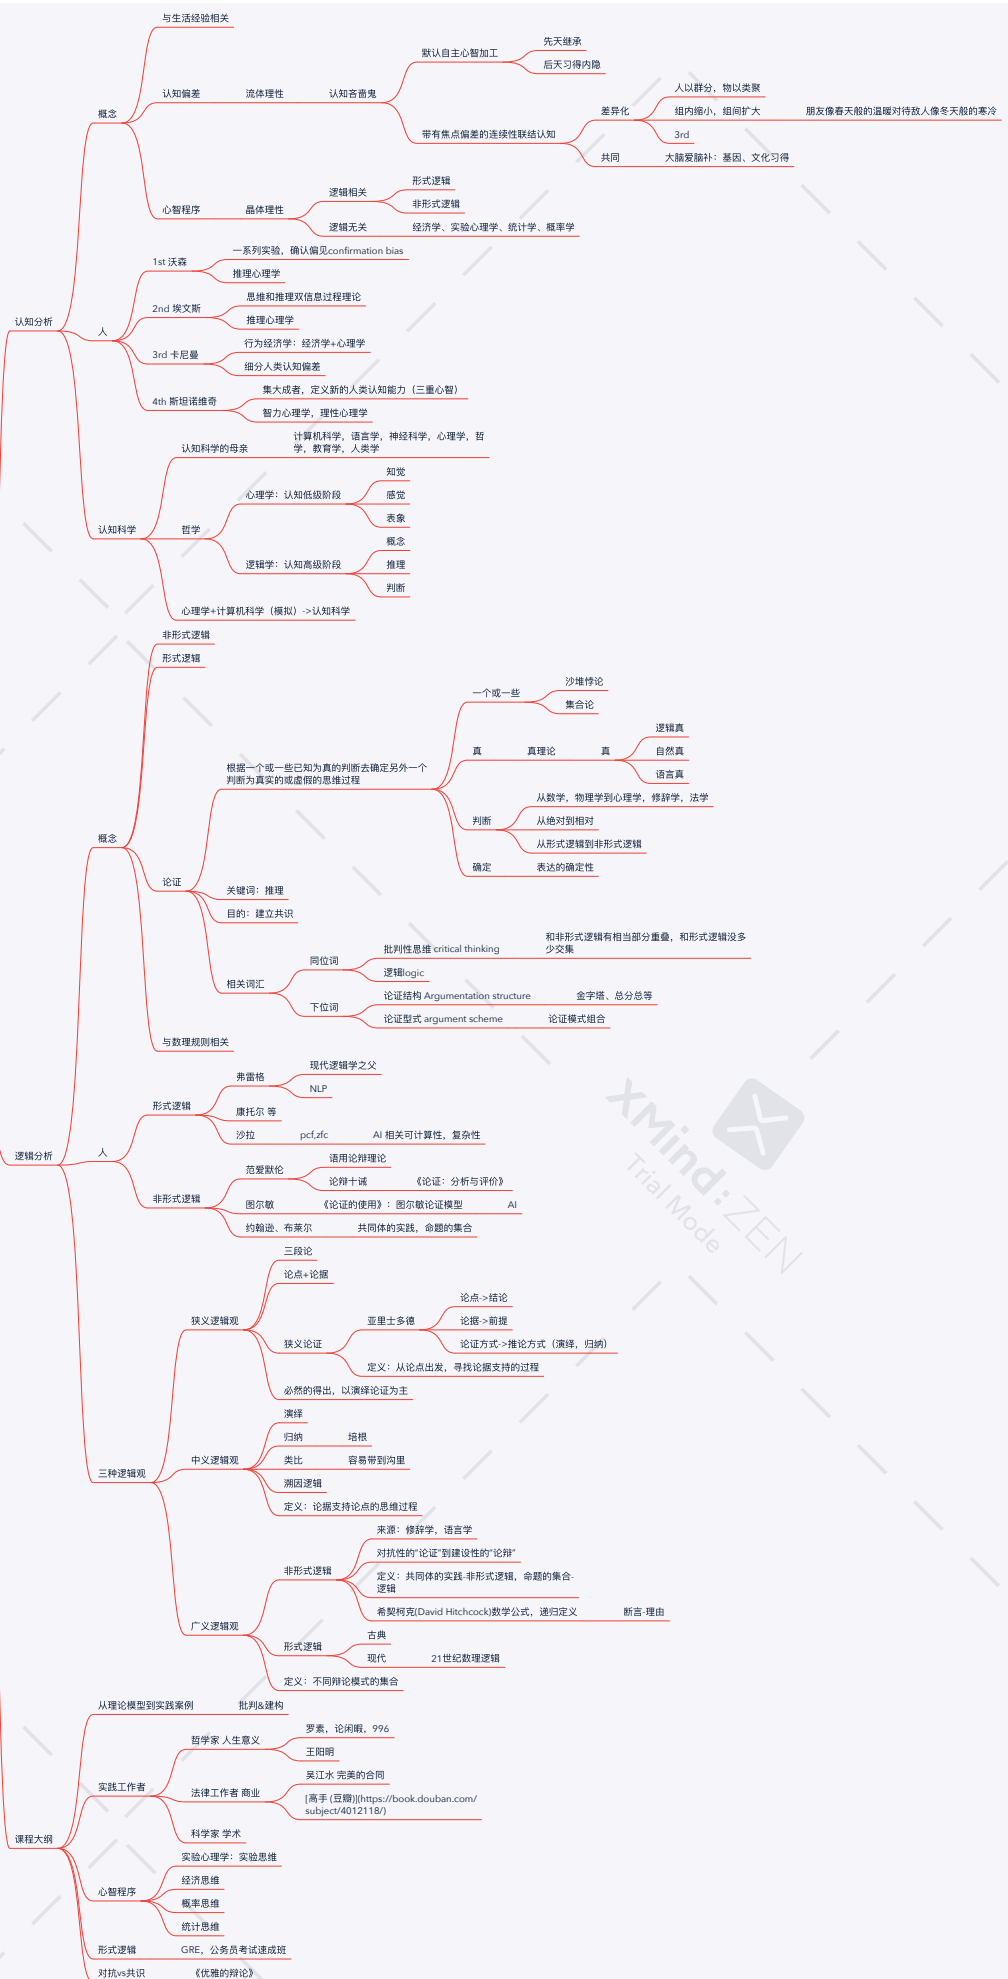 与生活经验相关
先天继承
默认自主心智加工
后天习得内隐
认知偏差
流体理性
认知吝啬鬼
人以群分，物以类聚
概念
差异化
组内缩小，组间扩大
朋友像春天般的温暖对待敌人像冬天般的寒冷
3rd
带有焦点偏差的连续性联结认知
共同
大脑爱脑补：基因、文化习得
形式逻辑
逻辑相关
非形式逻辑
心智程序
晶体理性
逻辑无关
经济学、实验心理学、统计学、概率学
一系列实验，确认偏见confirmation bias
1st 沃森
推理心理学
思维和推理双信息过程理论
2nd 埃文斯
推理心理学
认知分析
人
行为经济学：经济学+心理学
3rd 卡尼曼
细分人类认知偏差
集大成者，定义新的人类认知能力（三重心智）
4th 斯坦诺维奇
智力心理学，理性心理学
认知科学的母亲
计算机科学，语言学，神经科学，心理学，哲
学，教育学，人类学
知觉
心理学：认知低级阶段
感觉
表象
认知科学
哲学
概念
逻辑学：认知高级阶段
推理
判断
心理学+计算机科学（模拟）->认知科学
非形式逻辑
形式逻辑
沙堆悖论
一个或一些
集合论
逻辑真
真
真理论
真
自然真
语言真
根据一个或一些已知为真的判断去确定另外一个
判断为真实的或虚假的思维过程
从数学，物理学到心理学，修辞学，法学
判断
从绝对到相对
从形式逻辑到非形式逻辑
概念
确定
表达的确定性
论证
关键词：推理
目的：建立共识
和非形式逻辑有相当部分重叠，和形式逻辑没多
少交集
批判性思维 critical thinking
同位词
逻辑logic
相关词汇
论证结构 Argumentation structure
金字塔、总分总等
下位词
论证型式 argument scheme
论证模式组合
与数理规则相关
现代逻辑学之父
弗雷格
NLP
形式逻辑
康托尔 等
沙拉
pcf,zfc
AI 相关可计算性，复杂性
逻辑分析
人
语用论辩理论
范爱默伦
论辩十诫
《论证：分析与评价》
非形式逻辑
图尔敏
《论证的使用》：图尔敏论证模型
AI
约翰逊、布莱尔
共同体的实践，命题的集合
三段论
论点+论据
论点->结论
狭义逻辑观
亚里士多德
论据->前提
狭义论证
论证方式->推论方式（演绎，归纳）
定义：从论点出发，寻找论据支持的过程
必然的得出，以演绎论证为主
演绎
归纳
培根
三种逻辑观
中义逻辑观
类比
容易带到沟里
溯因逻辑
定义：论据支持论点的思维过程
来源：修辞学，语言学
对抗性的“论证”到建设性的“论辩”
非形式逻辑
定义：共同体的实践-非形式逻辑，命题的集合-
逻辑
希契柯克(David Hitchcock)数学公式，递归定义
断言-理由
广义逻辑观
古典
形式逻辑
现代
21世纪数理逻辑
定义：不同辩论模式的集合
从理论模型到实践案例
批判&建构
罗素，论闲暇，996
哲学家 人生意义
王阳明
实践工作者
吴江水 完美的合同
法律工作者 商业
[高手 (豆瓣)](https://book.douban.com/
subject/4012118/)
科学家 学术
课程大纲
实验心理学：实验思维
经济思维
心智程序
概率思维
统计思维
形式逻辑
GRE，公务员考试速成班
对抗vs共识
《优雅的辩论》
XMind:ZEN
Trial Mode